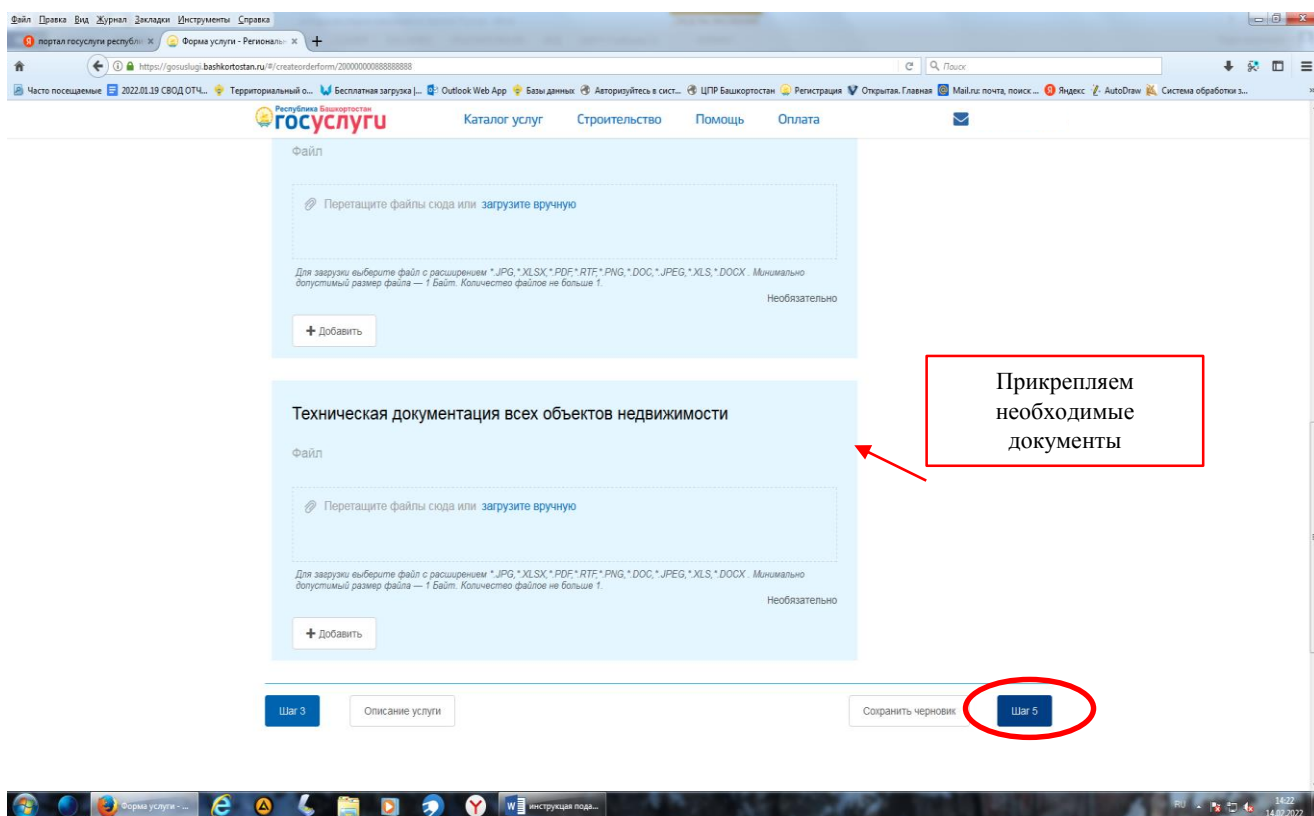 Файл Правка Вид Журнал Закладки Инструменты Справка
портал госуслуги республи ×
Форма услуги - Региональн ×
https://gosuslugi.bashkortostan.ru/#/createorderform/200000000888888888
Поиск
Часто посещаемые 2022.01.19 СВОД ОТЧ... Территориальный о... Бесплатная загрузка |... Outlook Web App Базы данных Авторизуйтесь в сист... ЦПР Башкортостан Регистрация Открытая. Главная Mail.ru: почта, поиск ... Яндекс AutoDraw Система обработки з...
Республика Башкортостан
госуслуги
Каталог услуг Строительство Помощь Оплата
Файл
Перетащите файлы сюда или загрузите вручную
Для загрузки выберите файл с расширением *.JPG,*.XLSX,*.PDF,*.RTF,*.PNG,*.DOC,*.JPEG,*.XLS,*.DOCX . Минимально
допустимый размер файла — 1 Байт. Количество файлов не больше 1.
Необязательно
+ Добавить
Прикрепляем
необходимые
документы
Техническая документация всех объектов недвижимости
Файл
Перетащите файлы сюда или загрузите вручную
Для загрузки выберите файл с расширением *.JPG,*.XLSX,*.PDF,*.RTF,*.PNG,*.DOC,*.JPEG,*.XLS,*.DOCX . Минимально
допустимый размер файла — 1 Байт. Количество файлов не больше 1.
Необязательно
+ Добавить
Шаг 3 Описание услуги Сохранить черновик Шаг 5
Форма услуги - ...
инструкция пода...
RU
14:22
14.02.2022